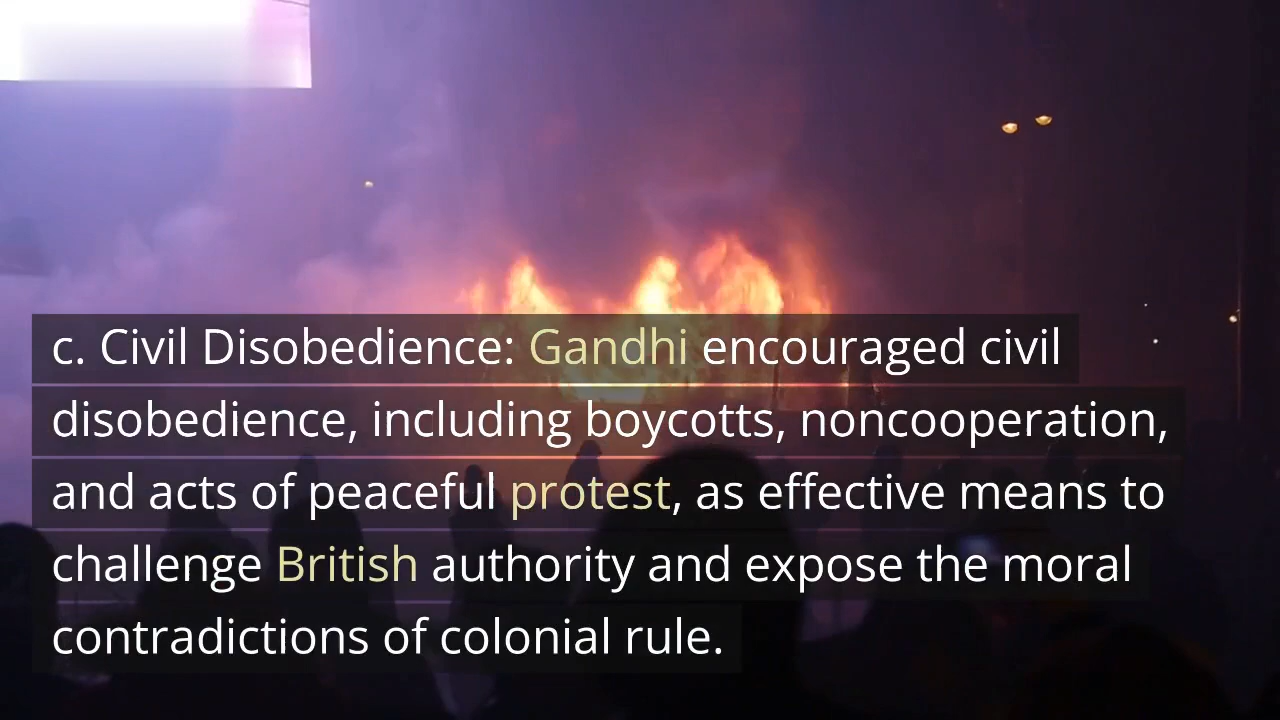 c. Civil Disobedience: Gandhi encouraged civil
disobedience, including boycotts, noncooperation,
and acts of peaceful protest, as effective means to
challenge British authority and expose the moral
contradictions of colonial rule.